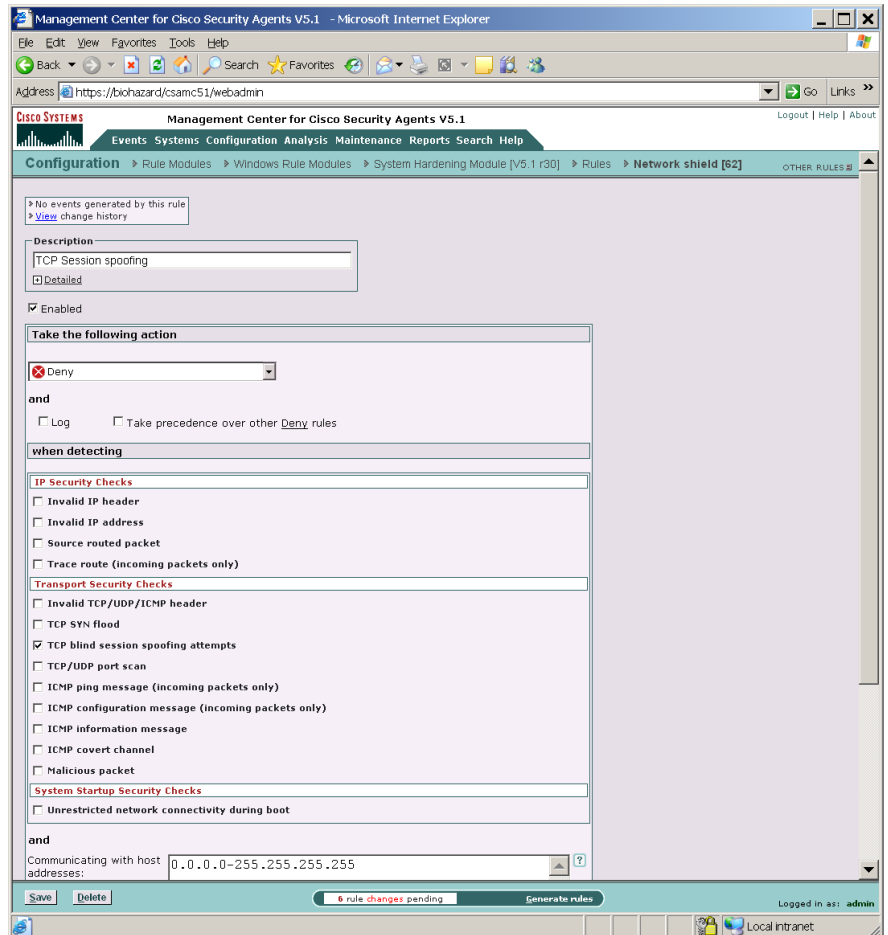 Management Center for Cisco Security Agents V5.1 - Microsoft Internet Explorer
File Edit View Favorites Tools Help
Back Search Favorites
Address https://biohazard/csamc51/webadmin Go Links »
CISCO SYSTEMS
Management Center for Cisco Security Agents V5.1
Logout | Help | About
Events Systems Configuration Analysis Maintenance Reports Search Help
Configuration Rule Modules Windows Rule Modules System Hardening Module [V5.1 r30] Rules Network shield [62] OTHER RULES
No events generated by this rule
View change history
Description
TCP Session spoofing
Detailed
Enabled
Take the following action
Deny
and
Log Take precedence over other Deny rules
when detecting
IP Security Checks
Invalid IP header
Invalid IP address
Source routed packet
Trace route (incoming packets only)
Transport Security Checks
Invalid TCP/UDP/ICMP header
TCP SYN flood
TCP blind session spoofing attempts
TCP/UDP port scan
ICMP ping message (incoming packets only)
ICMP configuration message (incoming packets only)
ICMP information message
ICMP covert channel
Malicious packet
System Startup Security Checks
Unrestricted network connectivity during boot
and
Communicating with host addresses:
0.0.0.0-255.255.255.255
?
Save Delete 6 rule changes pending Generate rules Logged in as: admin
Local intranet